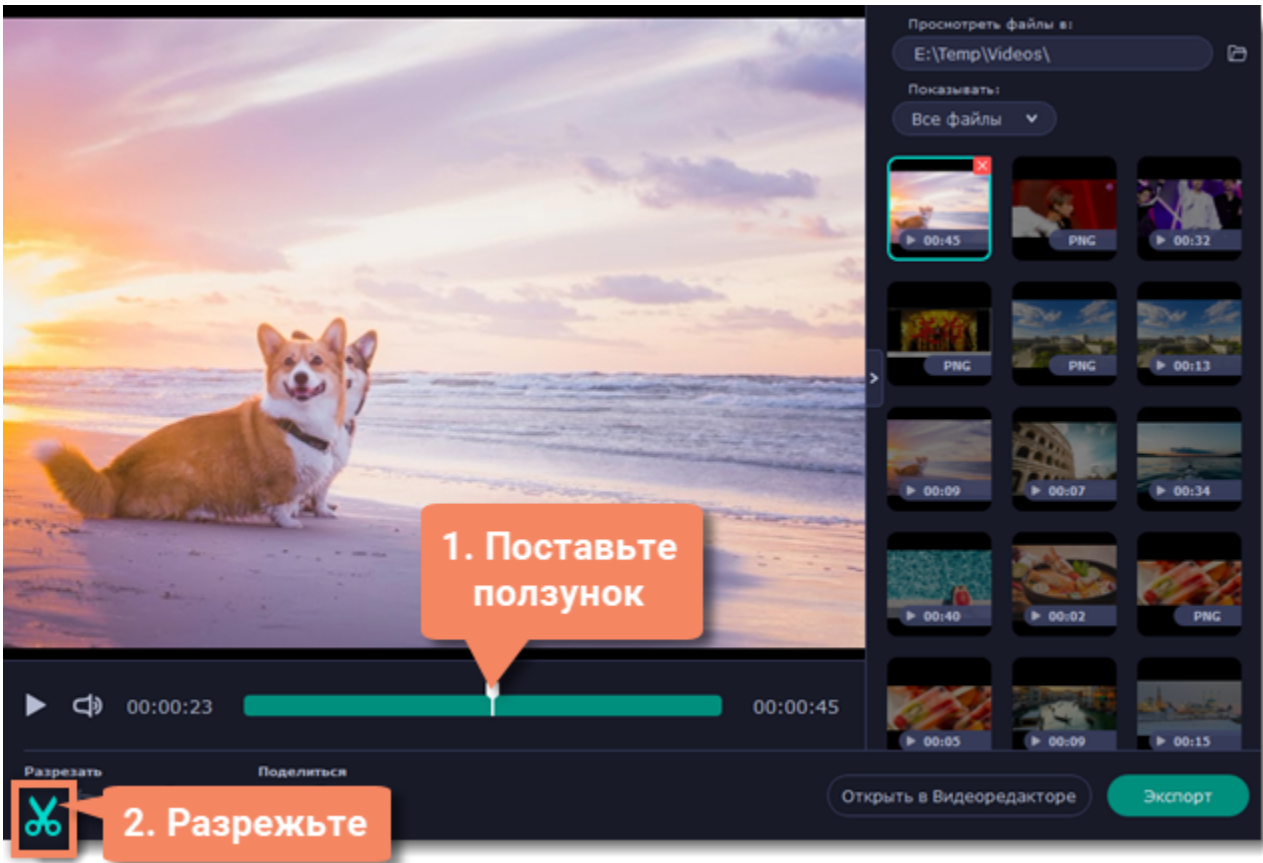 Просмотреть файлы в:
E:\Temp\Videos\
Показывать:
Все файлы
00:45
PNG
00:32
PNG
PNG
00:13
00:09
00:07
00:34
00:40
00:02
PNG
00:05
00:09
00:15
1. Поставьте
ползунок
00:00:23
00:00:45
Разрезать
Поделиться
2. Разрежьте
Открыть в Видеоредакторе
Экспорт